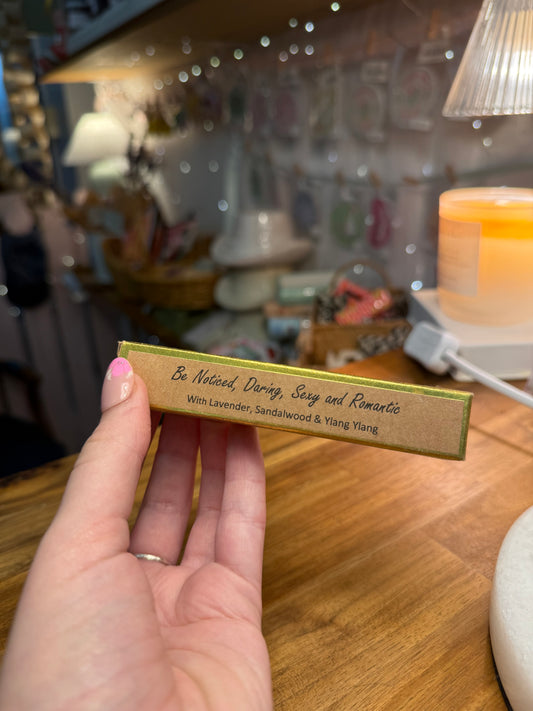 Be Noticed, Daring, Sexy and Romantic
With Lavender, Sandalwood & Ylang Ylang